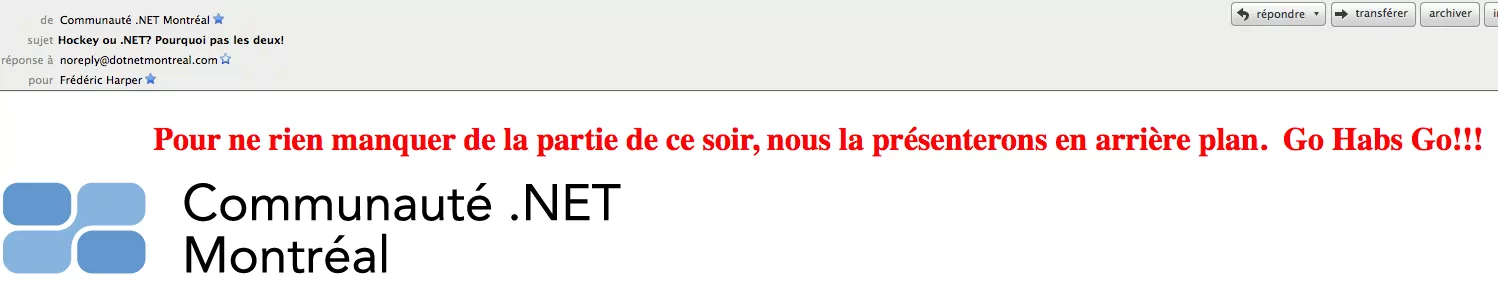 de Communauté .NET Montréal
répondre transférer archiver
sujet Hockey ou .NET? Pourquoi pas les deux!
réponse à noreply@dotnetmontreal.com
pour Frédéric Harper
Pour ne rien manquer de la partie de ce soir, nous la présenterons en arrière plan. Go Habs Go!!!
Communauté .NET
Montréal